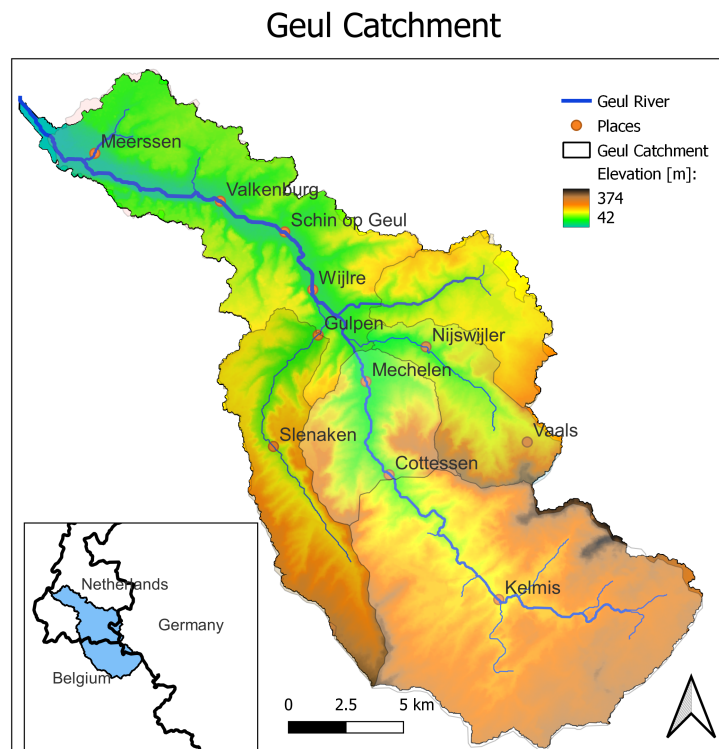 Geul Catchment
Geul River
Places
Geul Catchment
Elevation [m]:
374
42
Meerssen
Valkenburg
Schin op Geul
Wijlre
Gulpen
Nijswijler
Mechelen
Slenaken
Vaals
Cottessen
Kelmis
Netherlands
Germany
Belgium
0 2.5 5 km